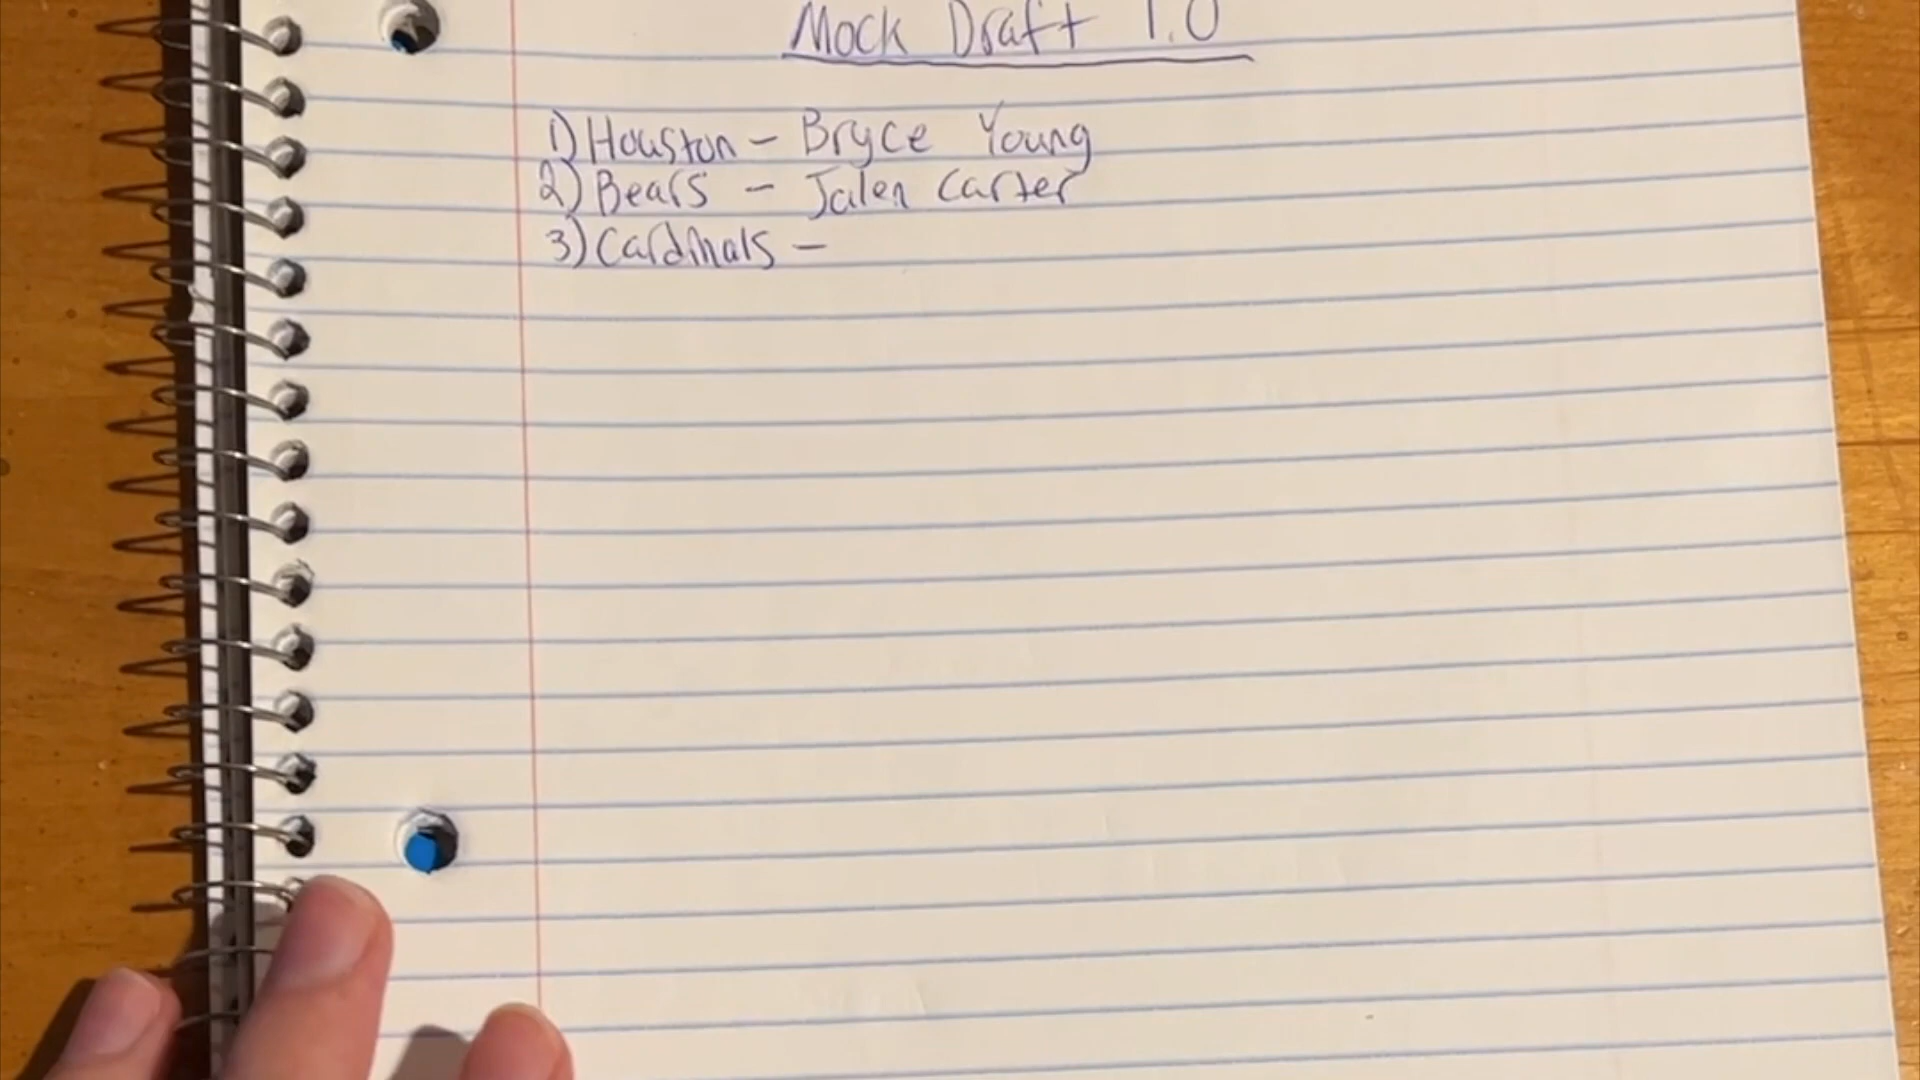 Mock Draft 1.0
1) Houston - Bryce Young
2) Bears - Jalen Carter
3) Cardinals -